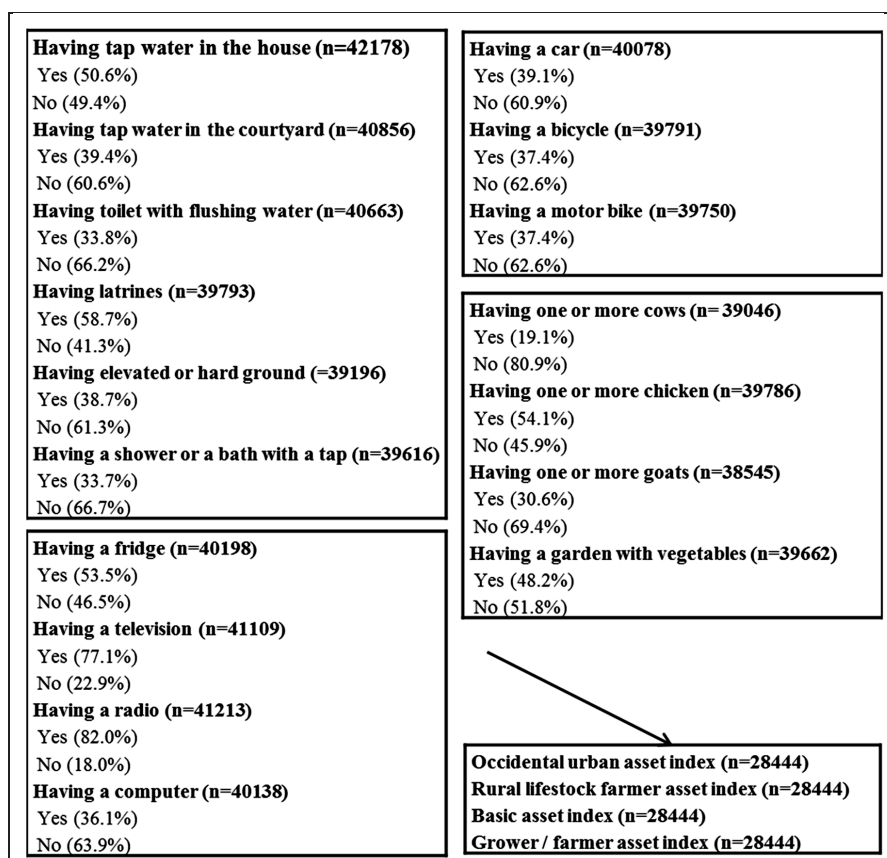 Having tap water in the house (n=42178)
Yes (50.6%)
No (49.4%)
Having tap water in the courtyard (n=40856)
Yes (39.4%)
No (60.6%)
Having toilet with flushing water (n=40663)
Yes (33.8%)
No (66.2%)
Having latrines (n=39793)
Yes (58.7%)
No (41.3%)
Having elevated or hard ground (=39196)
Yes (38.7%)
No (61.3%)
Having a shower or a bath with a tap (n=39616)
Yes (33.7%)
No (66.7%)
Having a fridge (n=40198)
Yes (53.5%)
No (46.5%)
Having a television (n=41109)
Yes (77.1%)
No (22.9%)
Having a radio (n=41213)
Yes (82.0%)
No (18.0%)
Having a computer (n=40138)
Yes (36.1%)
No (63.9%)
Having a car (n=40078)
Yes (39.1%)
No (60.9%)
Having a bicycle (n=39791)
Yes (37.4%)
No (62.6%)
Having a motor bike (n=39750)
Yes (37.4%)
No (62.6%)
Having one or more cows (n= 39046)
Yes (19.1%)
No (80.9%)
Having one or more chicken (n=39786)
Yes (54.1%)
No (45.9%)
Having one or more goats (n=38545)
Yes (30.6%)
No (69.4%)
Having a garden with vegetables (n=39662)
Yes (48.2%)
No (51.8%)
Occidental urban asset index (n=28444)
Rural lifestock farmer asset index (n=28444)
Basic asset index (n=28444)
Grower / farmer asset index (n=28444)